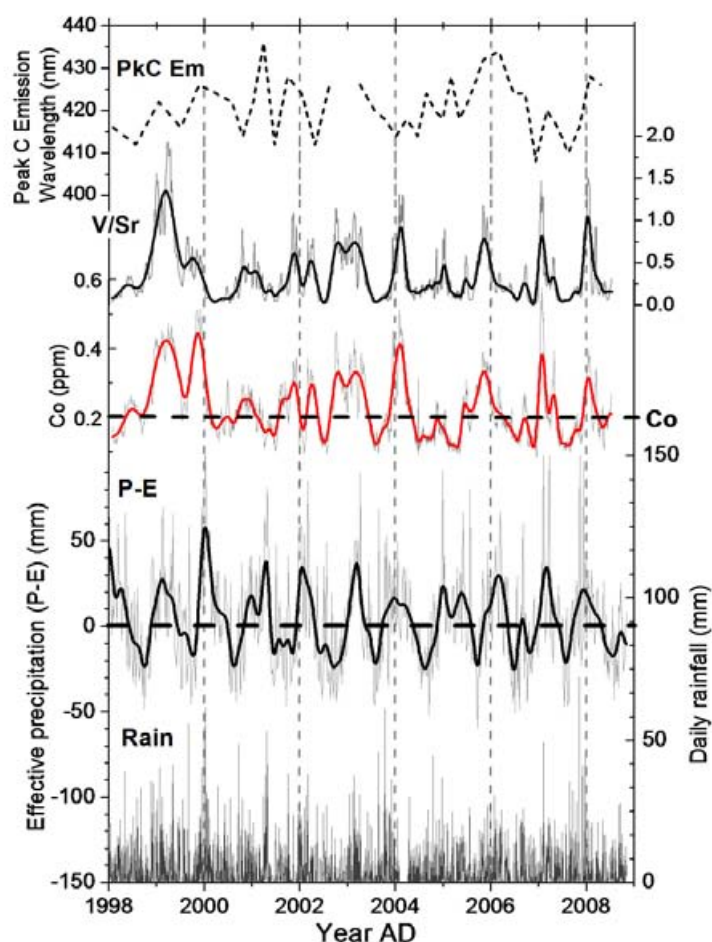 440
430
420
410
400
Peak C Emission
Wavelength (nm)
PkC Em
2.0
1.5
1.0
0.5
0.0
V/Sr
0.6
0.4
0.2
Co (ppm)
Co
150
P-E
50
0
-50
-100
-150
Effective precipitation (P-E) (mm)
100
50
0
Daily rainfall (mm)
Rain
1998
2000
2002
2004
2006
2008
Year AD